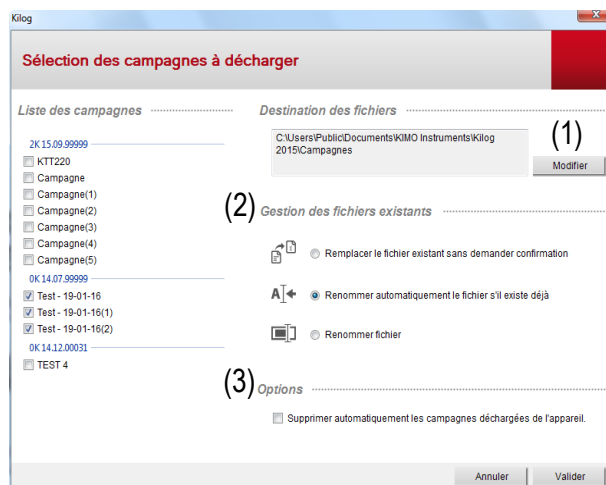 Kilog
Sélection des campagnes à décharger
Liste des campagnes
2K 15.09.99999
KTT220
Campagne
Campagne(1)
Campagne(2)
Campagne(3)
Campagne(4)
Campagne(5)
0K 14.07.99999
Test - 19-01-16
Test - 19-01-16(1)
Test - 19-01-16(2)
0K 14.12.00031
TEST 4
Destination des fichiers
C:\Users\Public\Documents\KIMO Instruments\Kilog
2015\Campagnes
(1)
Modifier
(2) Gestion des fichiers existants
Remplacer le fichier existant sans demander confirmation
Renommer automatiquement le fichier s'il existe déjà
Renommer fichier
(3) Options
Supprimer automatiquement les campagnes déchargées de l'appareil.
Annuler
Valider